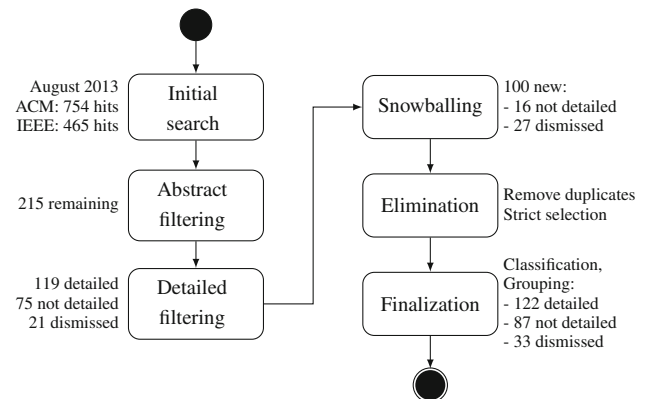 August 2013
ACM: 754 hits
IEEE: 465 hits
Initial
search
215 remaining
Abstract
filtering
119 detailed
75 not detailed
21 dismissed
Detailed
filtering
Snowballing
100 new:
- 16 not detailed
- 27 dismissed
Elimination
Remove duplicates
Strict selection
Finalization
Classification,
Grouping:
- 122 detailed
- 87 not detailed
- 33 dismissed